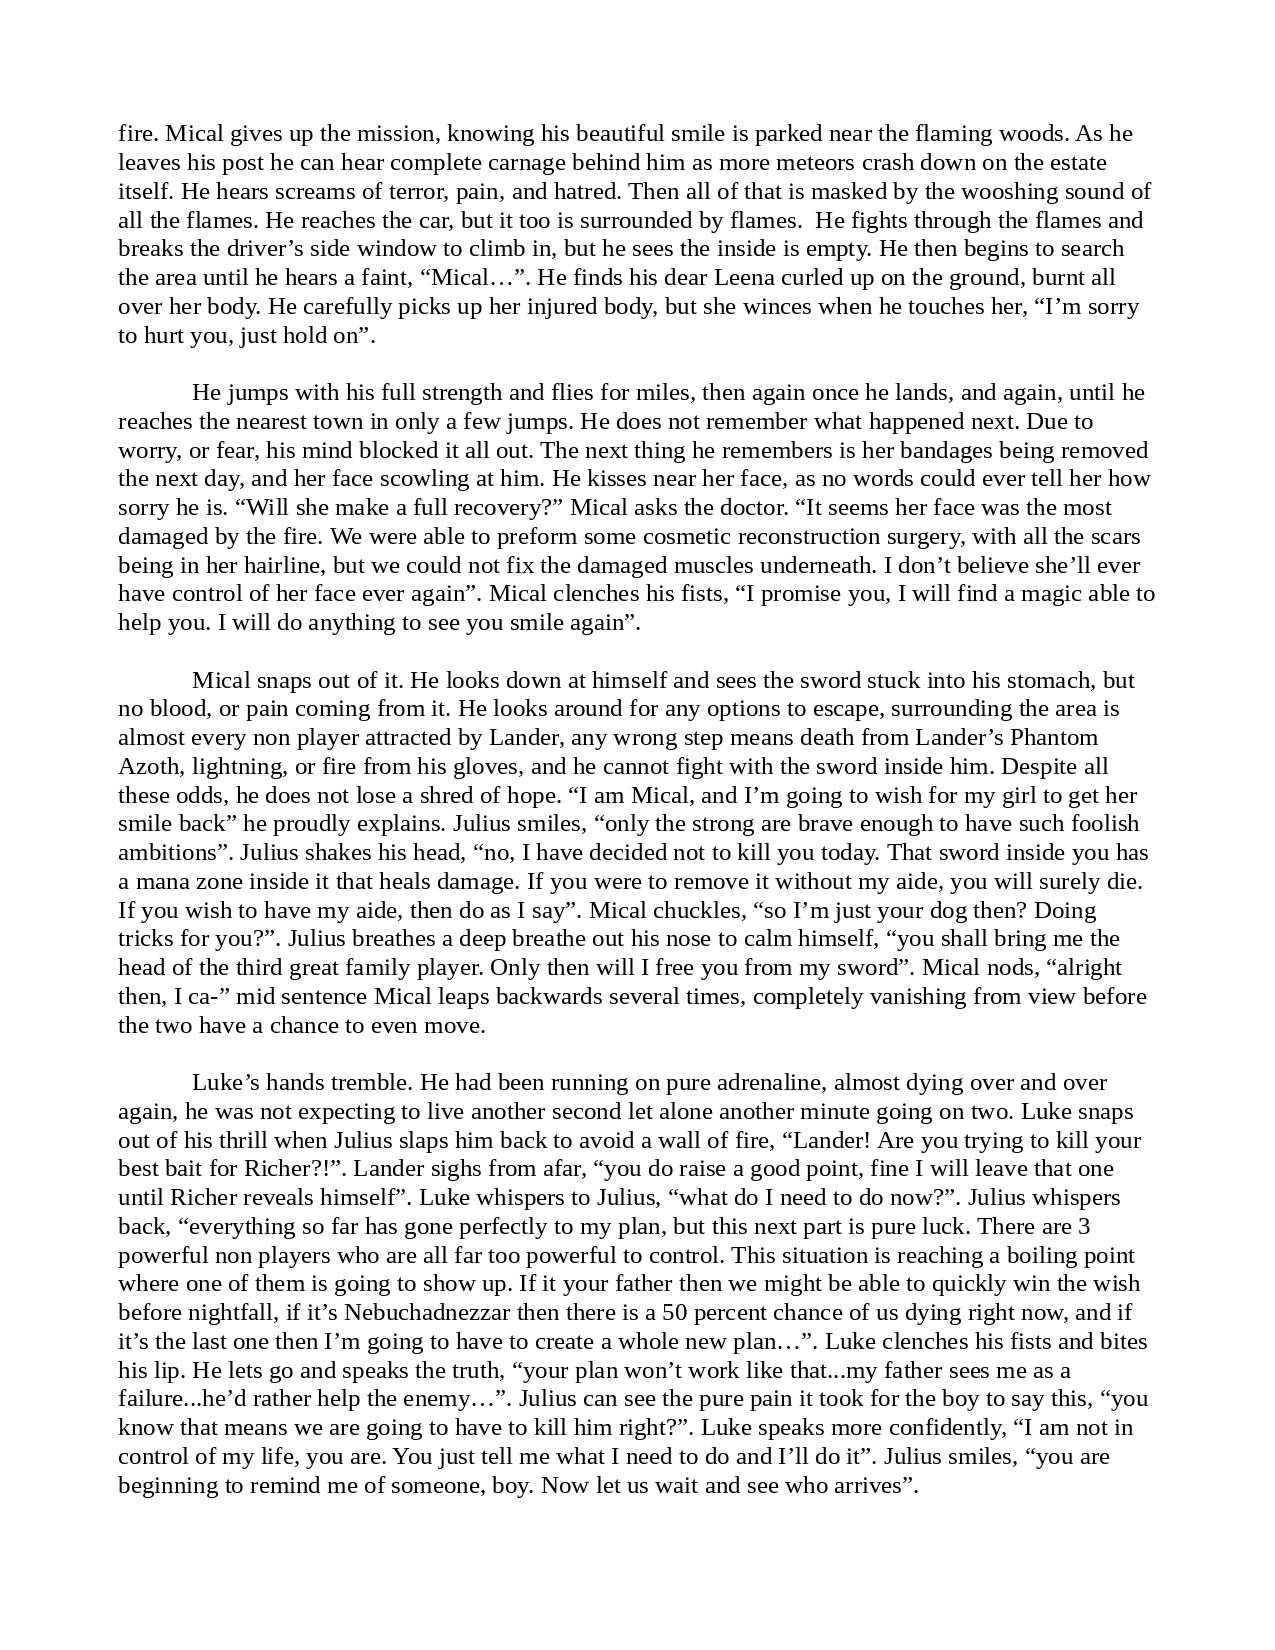 fire. Mical gives up the mission, knowing his beautiful smile is parked near the flaming woods. As he
leaves his post he can hear complete carnage behind him as more meteors crash down on the estate
itself. He hears screams of terror, pain, and hatred. Then all of that is masked by the wooshing sound of
all the flames. He reaches the car, but it too is surrounded by flames.  He fights through the flames and
breaks the driver’s side window to climb in, but he sees the inside is empty. He then begins to search
the area until he hears a faint, “Mical…”. He finds his dear Leena curled up on the ground, burnt all
over her body. He carefully picks up her injured body, but she winces when he touches her, “I’m sorry
to hurt you, just hold on”.
He jumps with his full strength and flies for miles, then again once he lands, and again, until he
reaches the nearest town in only a few jumps. He does not remember what happened next. Due to
worry, or fear, his mind blocked it all out. The next thing he remembers is her bandages being removed
the next day, and her face scowling at him. He kisses near her face, as no words could ever tell her how
sorry he is. “Will she make a full recovery?” Mical asks the doctor. “It seems her face was the most
damaged by the fire. We were able to preform some cosmetic reconstruction surgery, with all the scars
being in her hairline, but we could not fix the damaged muscles underneath. I don’t believe she’ll ever
have control of her face ever again”. Mical clenches his fists, “I promise you, I will find a magic able to
help you. I will do anything to see you smile again”.
Mical snaps out of it. He looks down at himself and sees the sword stuck into his stomach, but
no blood, or pain coming from it. He looks around for any options to escape, surrounding the area is
almost every non player attracted by Lander, any wrong step means death from Lander’s Phantom
Azoth, lightning, or fire from his gloves, and he cannot fight with the sword inside him. Despite all
these odds, he does not lose a shred of hope. “I am Mical, and I’m going to wish for my girl to get her
smile back” he proudly explains. Julius smiles, “only the strong are brave enough to have such foolish
ambitions”. Julius shakes his head, “no, I have decided not to kill you today. That sword inside you has
a mana zone inside it that heals damage. If you were to remove it without my aide, you will surely die.
If you wish to have my aide, then do as I say”. Mical chuckles, “so I’m just your dog then? Doing
tricks for you?”. Julius breathes a deep breathe out his nose to calm himself, “you shall bring me the
head of the third great family player. Only then will I free you from my sword”. Mical nods, “alright
then, I ca-” mid sentence Mical leaps backwards several times, completely vanishing from view before
the two have a chance to even move.
Luke’s hands tremble. He had been running on pure adrenaline, almost dying over and over
again, he was not expecting to live another second let alone another minute going on two. Luke snaps
out of his thrill when Julius slaps him back to avoid a wall of fire, “Lander! Are you trying to kill your
best bait for Richer?!”. Lander sighs from afar, “you do raise a good point, fine I will leave that one
until Richer reveals himself”. Luke whispers to Julius, “what do I need to do now?”. Julius whispers
back, “everything so far has gone perfectly to my plan, but this next part is pure luck. There are 3
powerful non players who are all far too powerful to control. This situation is reaching a boiling point
where one of them is going to show up. If it your father then we might be able to quickly win the wish
before nightfall, if it’s Nebuchadnezzar then there is a 50 percent chance of us dying right now, and if
it’s the last one then I’m going to have to create a whole new plan…”. Luke clenches his fists and bites
his lip. He lets go and speaks the truth, “your plan won’t work like that...my father sees me as a
failure...he’d rather help the enemy…”. Julius can see the pure pain it took for the boy to say this, “you
know that means we are going to have to kill him right?”. Luke speaks more confidently, “I am not in
control of my life, you are. You just tell me what I need to do and I’ll do it”. Julius smiles, “you are
beginning to remind me of someone, boy. Now let us wait and see who arrives”.